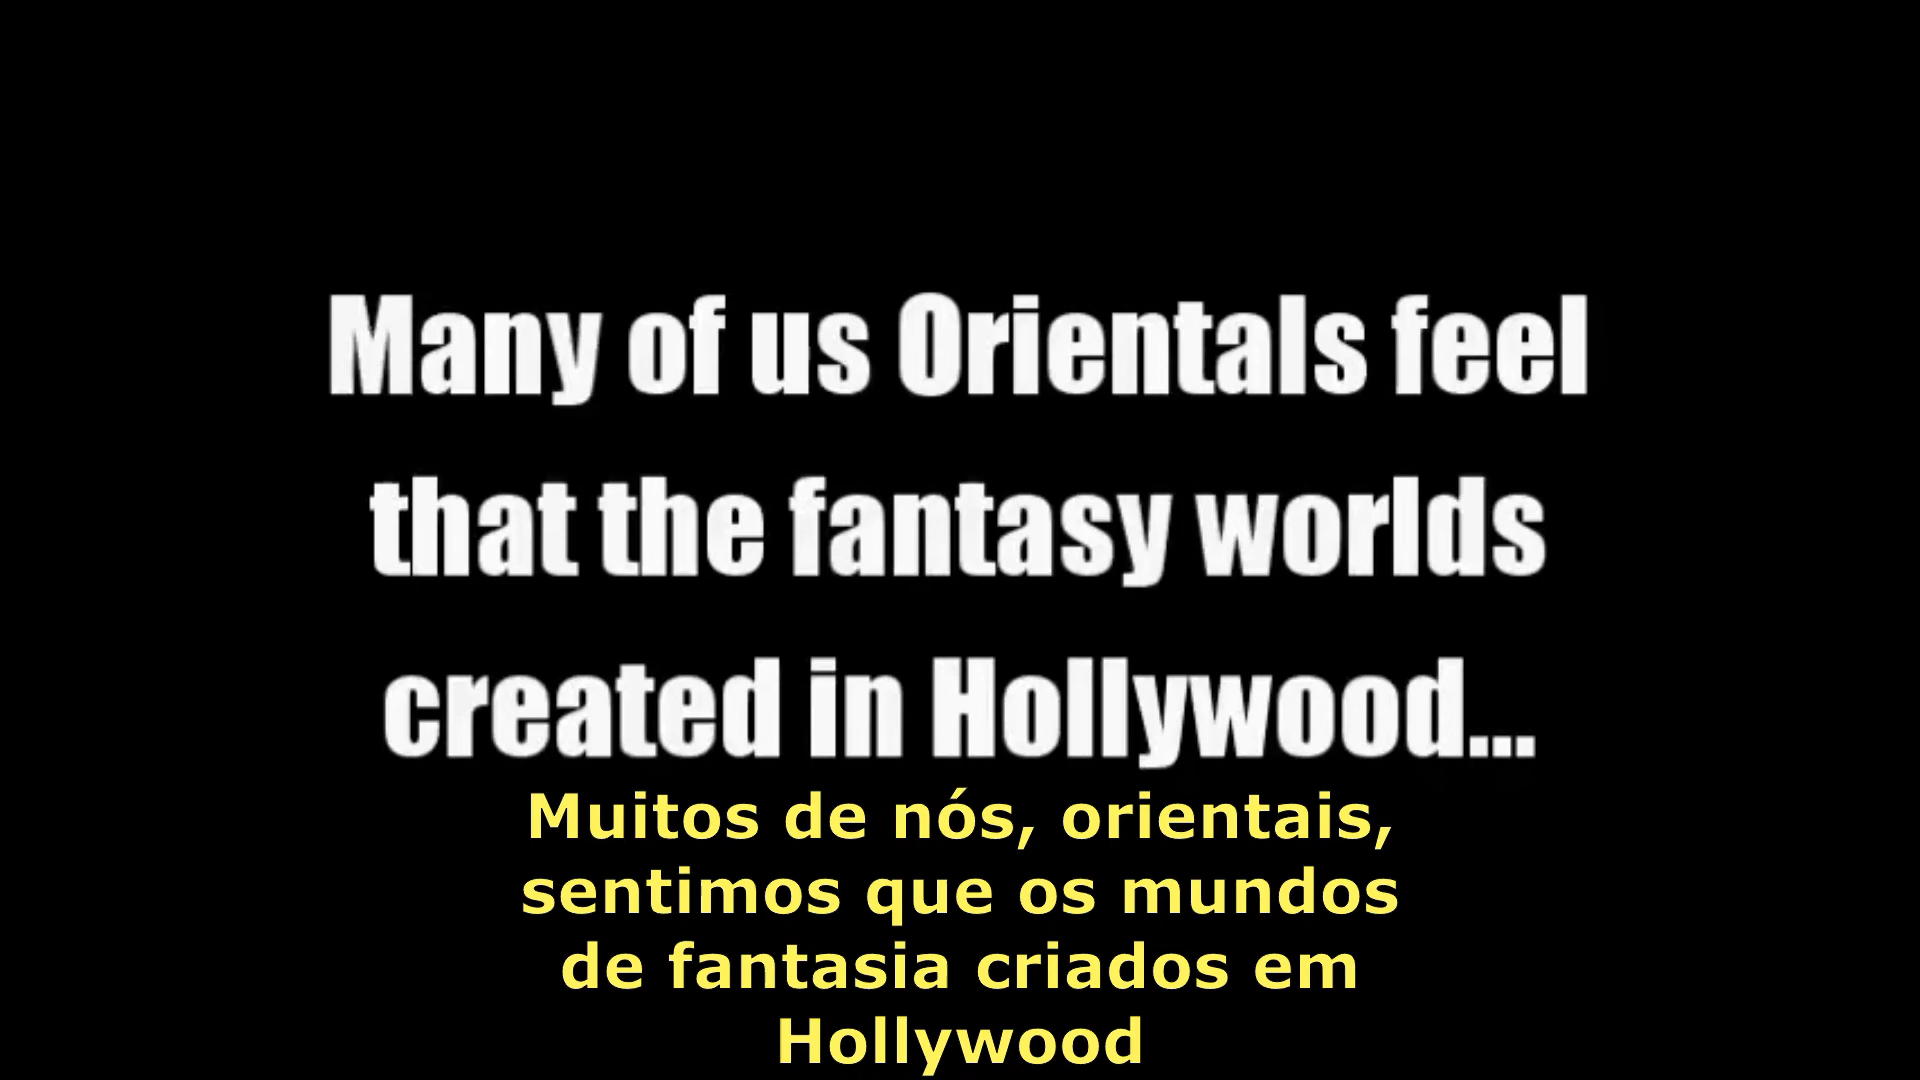 Many of us Orientals feel
that the fantasy worlds
created in Hollywood...
Muitos de nós, orientais,
sentimos que os mundos
de fantasia criados em
Hollywood